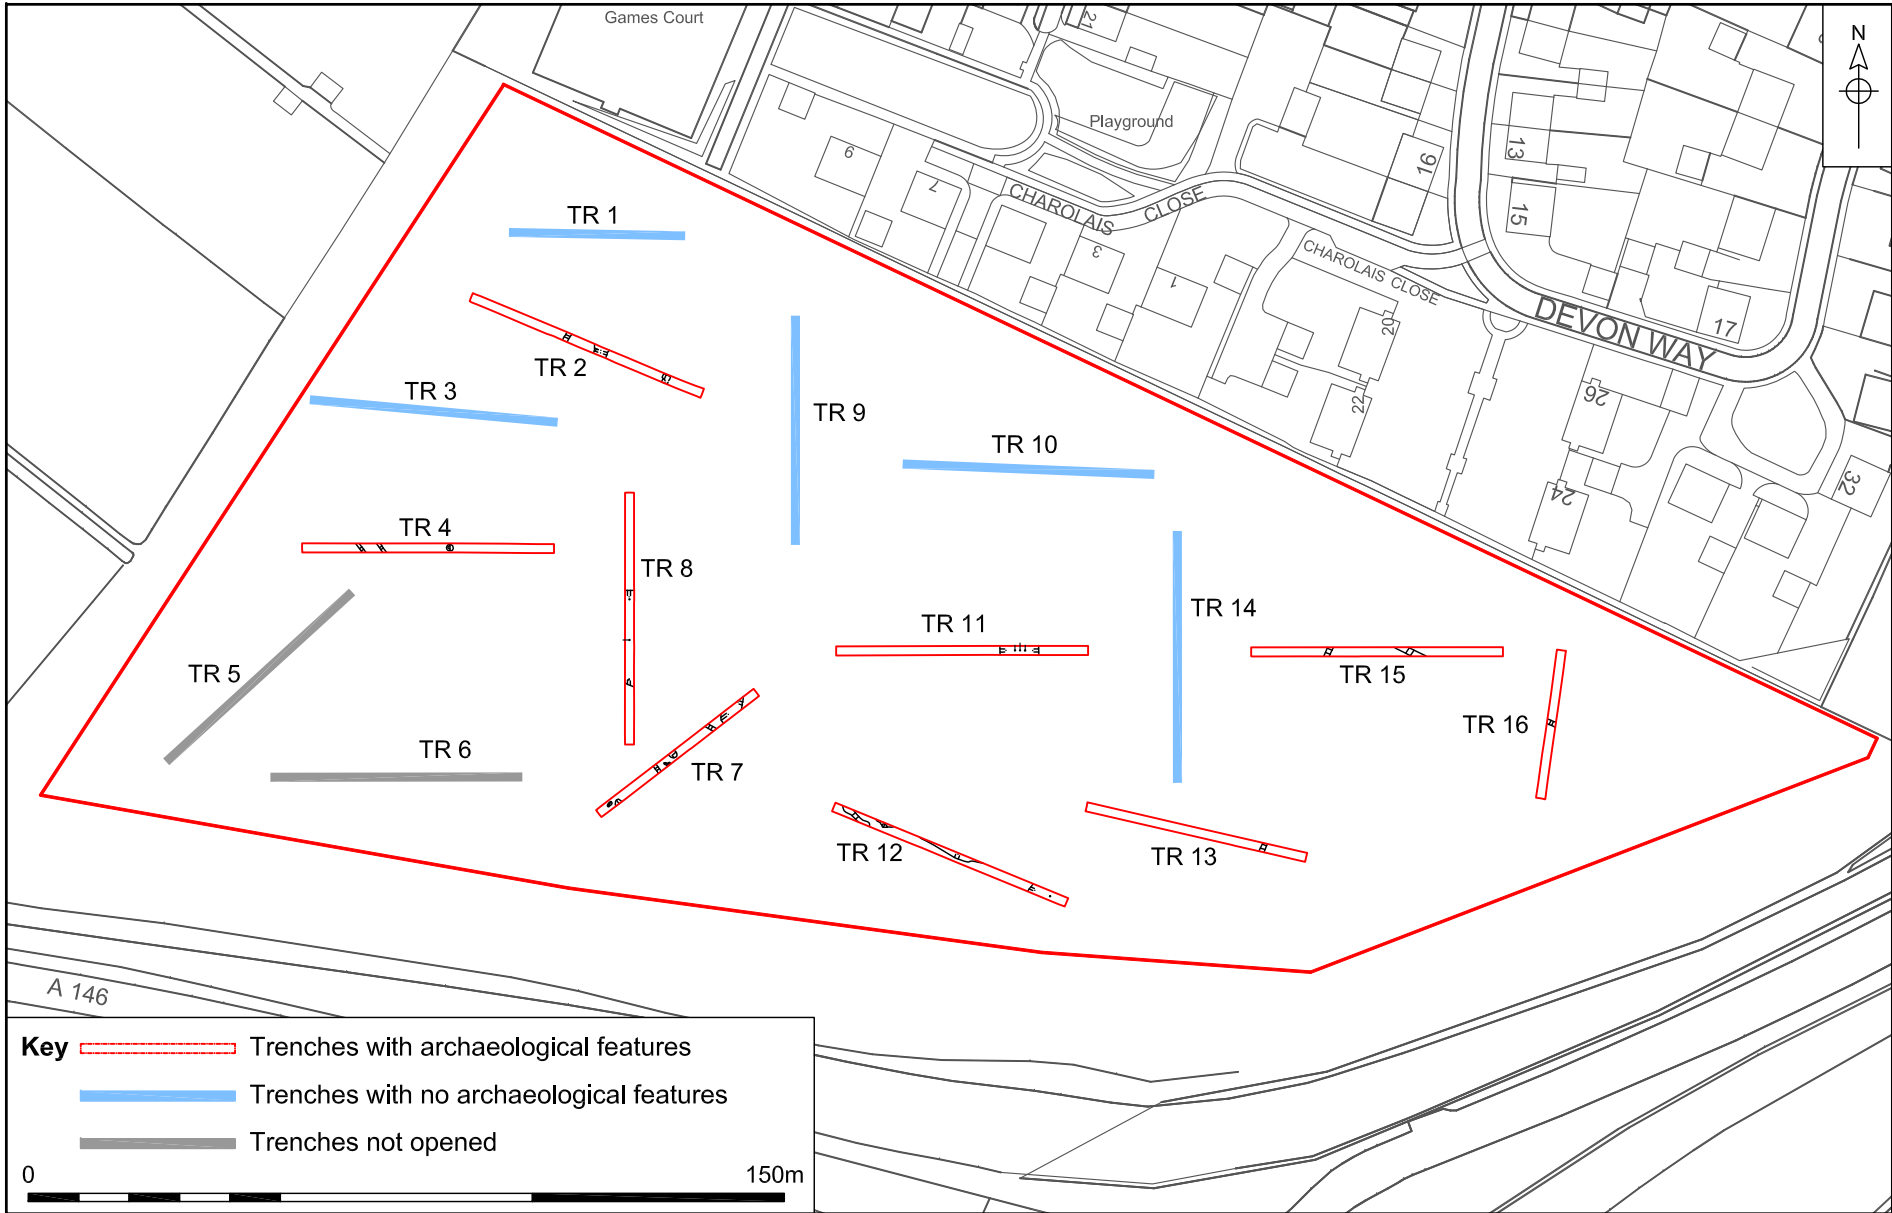 Games Court
21
N
Playground
9
7
CHAROLAIS CLOSE
3
1
16
13
15
CHAROLAIS CLOSE
20
22
DEVON WAY
17
26
24
32
TR 1
TR 2
TR 3
TR 9
TR 10
TR 4
TR 8
TR 14
TR 11
TR 5
TR 15
TR 16
TR 6
TR 7
TR 12
TR 13
A 146
Key
Trenches with archaeological features
Trenches with no archaeological features
Trenches not opened
0 150m